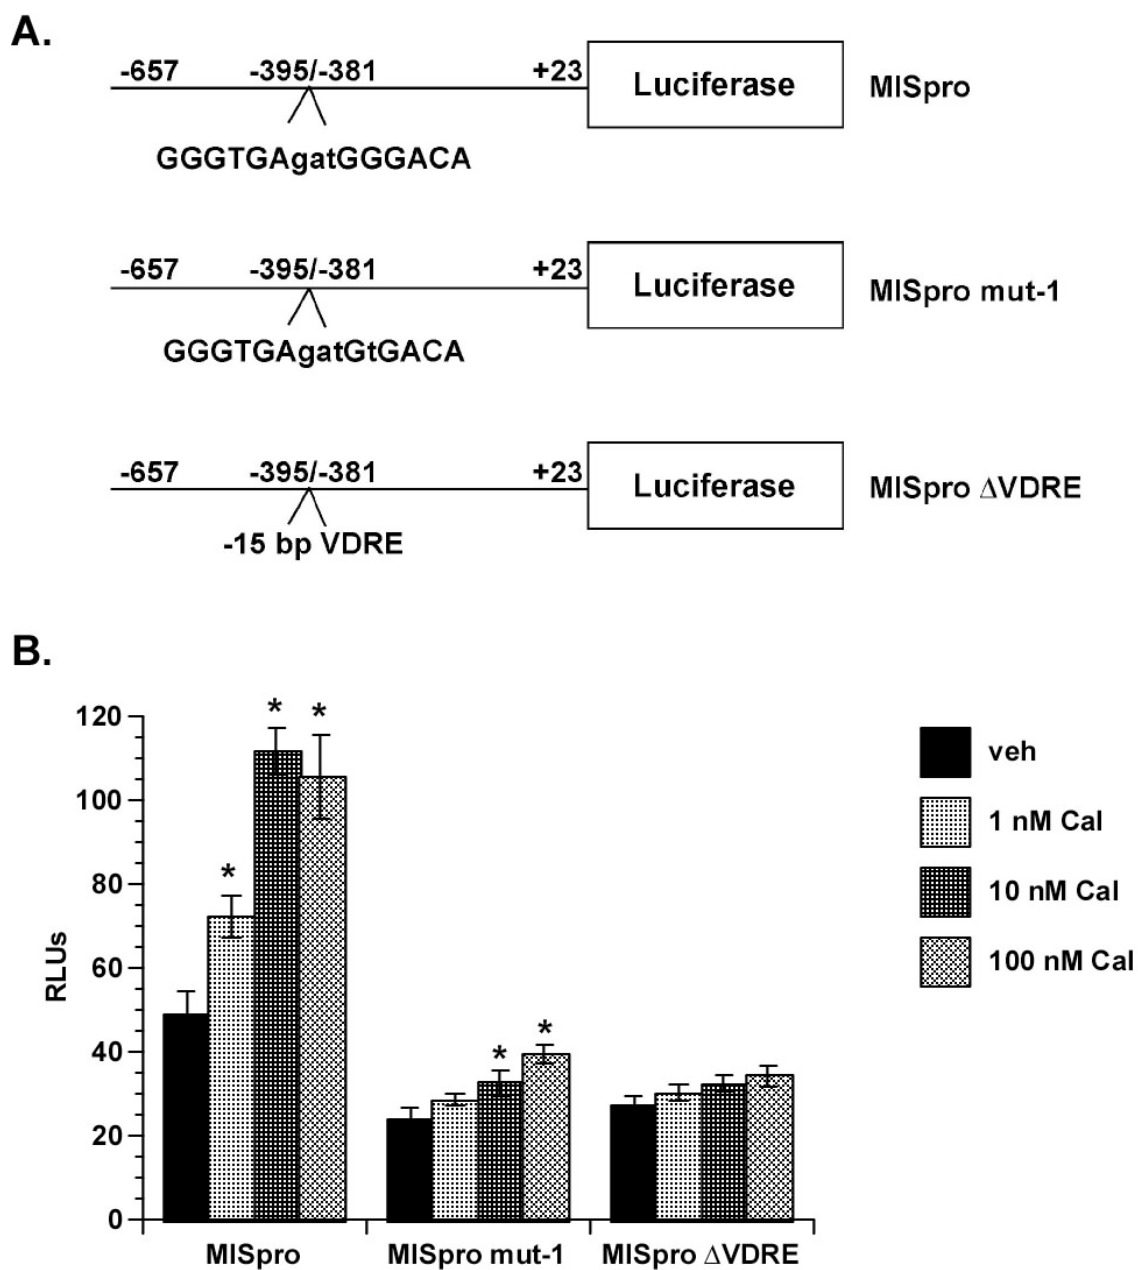 A.
-657 -395/-381 +23 Luciferase MISpro
GGGTGAgatGGGACA
-657 -395/-381 +23 Luciferase MISpro mut-1
GGGTGAgatGtGACA
-657 -395/-381 +23 Luciferase MISpro ΔVDRE
-15 bp VDRE
B.
120
100
80
60
40
20
0
RLUs
* * *
* *
MISpro MISpro mut-1 MISpro ΔVDRE
veh
1 nM Cal
10 nM Cal
100 nM Cal